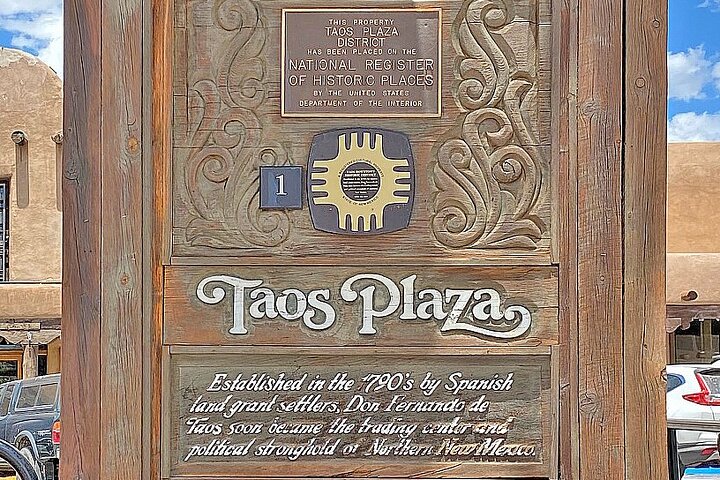 THIS PROPERTY
TAOS PLAZA
DISTRICT
HAS BEEN PLACED ON THE
NATIONAL REGISTER
OF HISTORIC PLACES
BY THE UNITED STATES
DEPARTMENT OF THE INTERIOR
1
Taos Plaza
Established in the 1790's by Spanish
land grant settlers, Don Fernando de
Taos soon became the trading center and
political stronghold of Northern New Mexico.